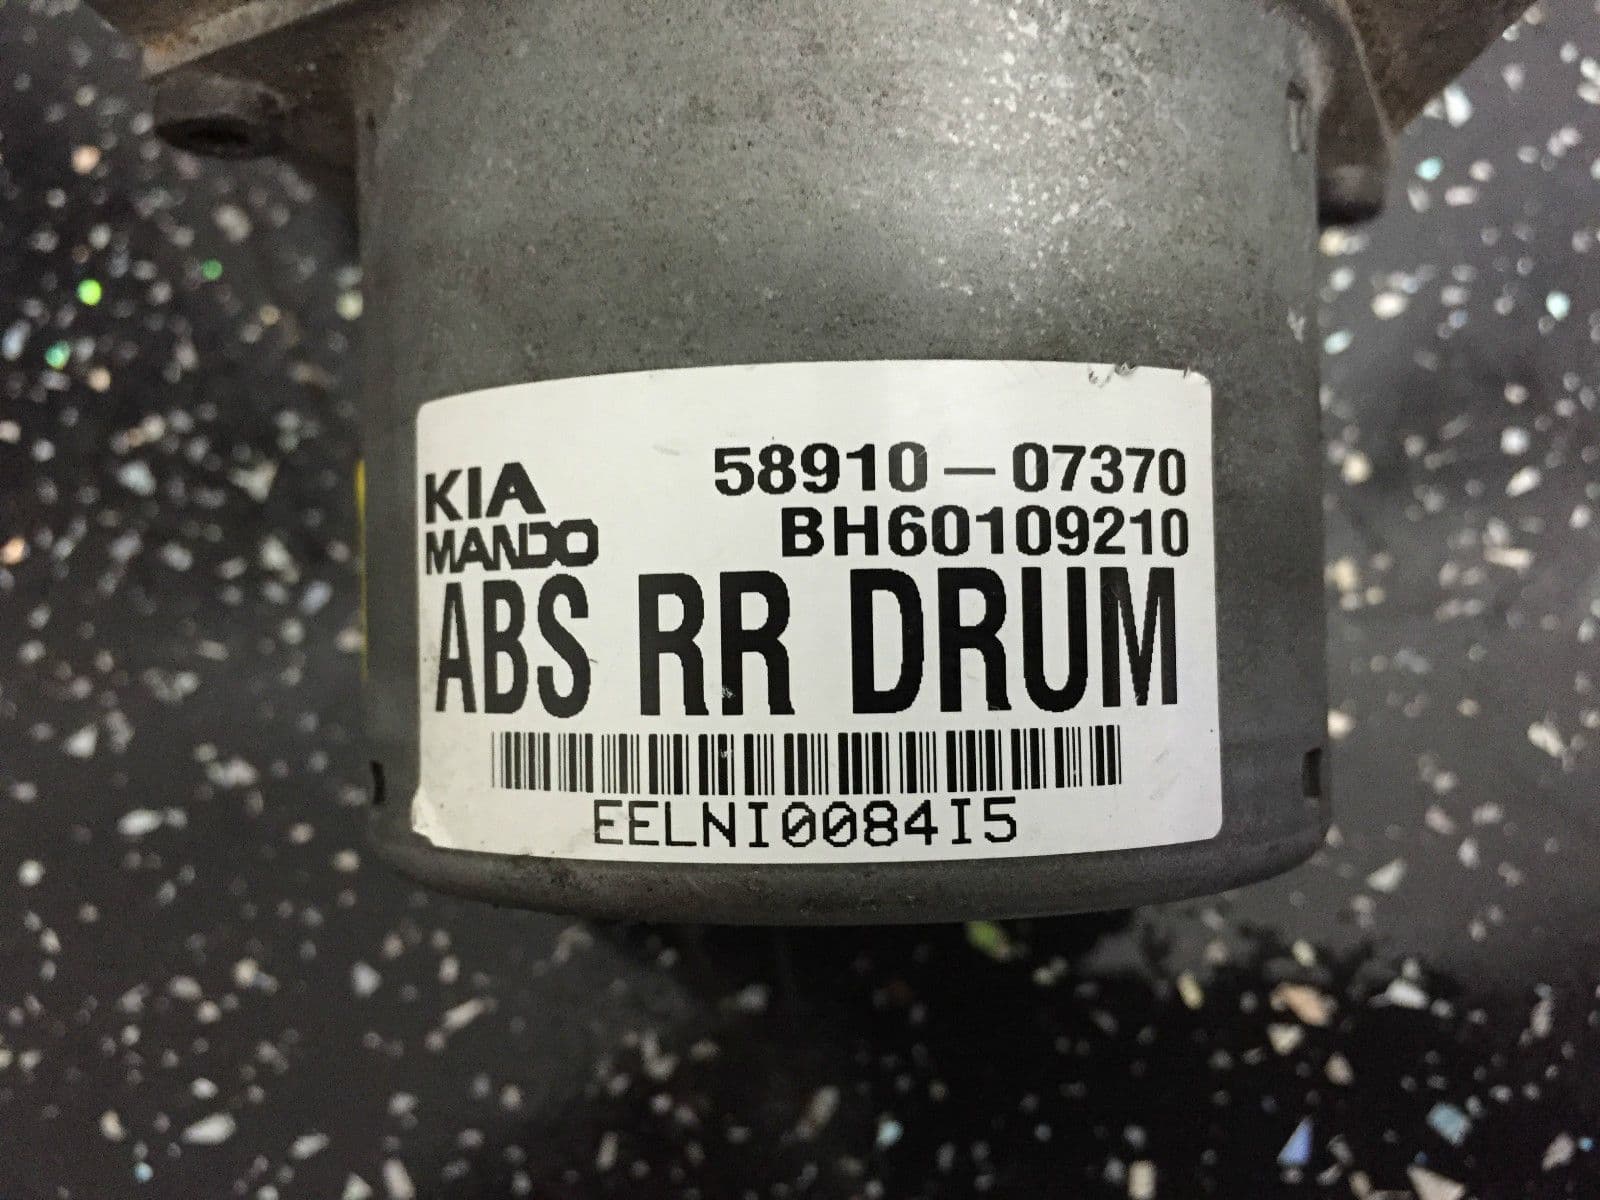 KIA 58910-07370
MANDO BH60109210
ABS RR DRUM
EELNI0084I5